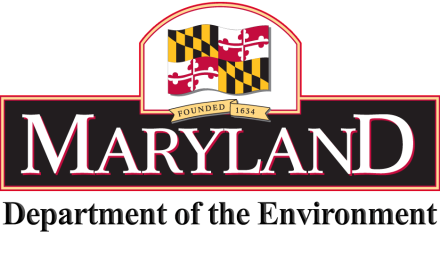 FOUNDED 1634
MARYLAND
Department of the Environment